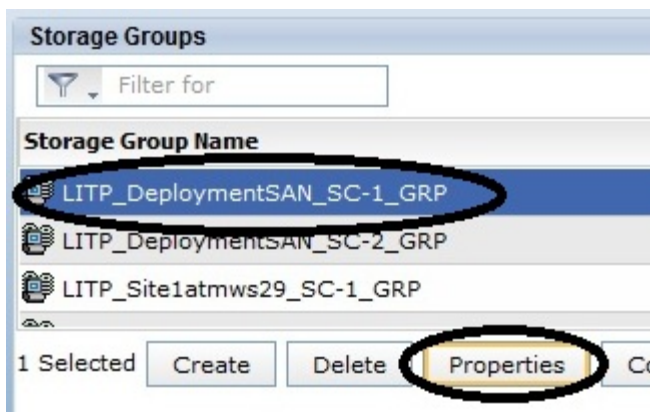 Storage Groups
Filter for
Storage Group Name
LITP_DeploymentSAN_SC-1_GRP
LITP_DeploymentSAN_SC-2_GRP
LITP_Site1atmws29_SC-1_GRP
1 Selected Create Delete Properties